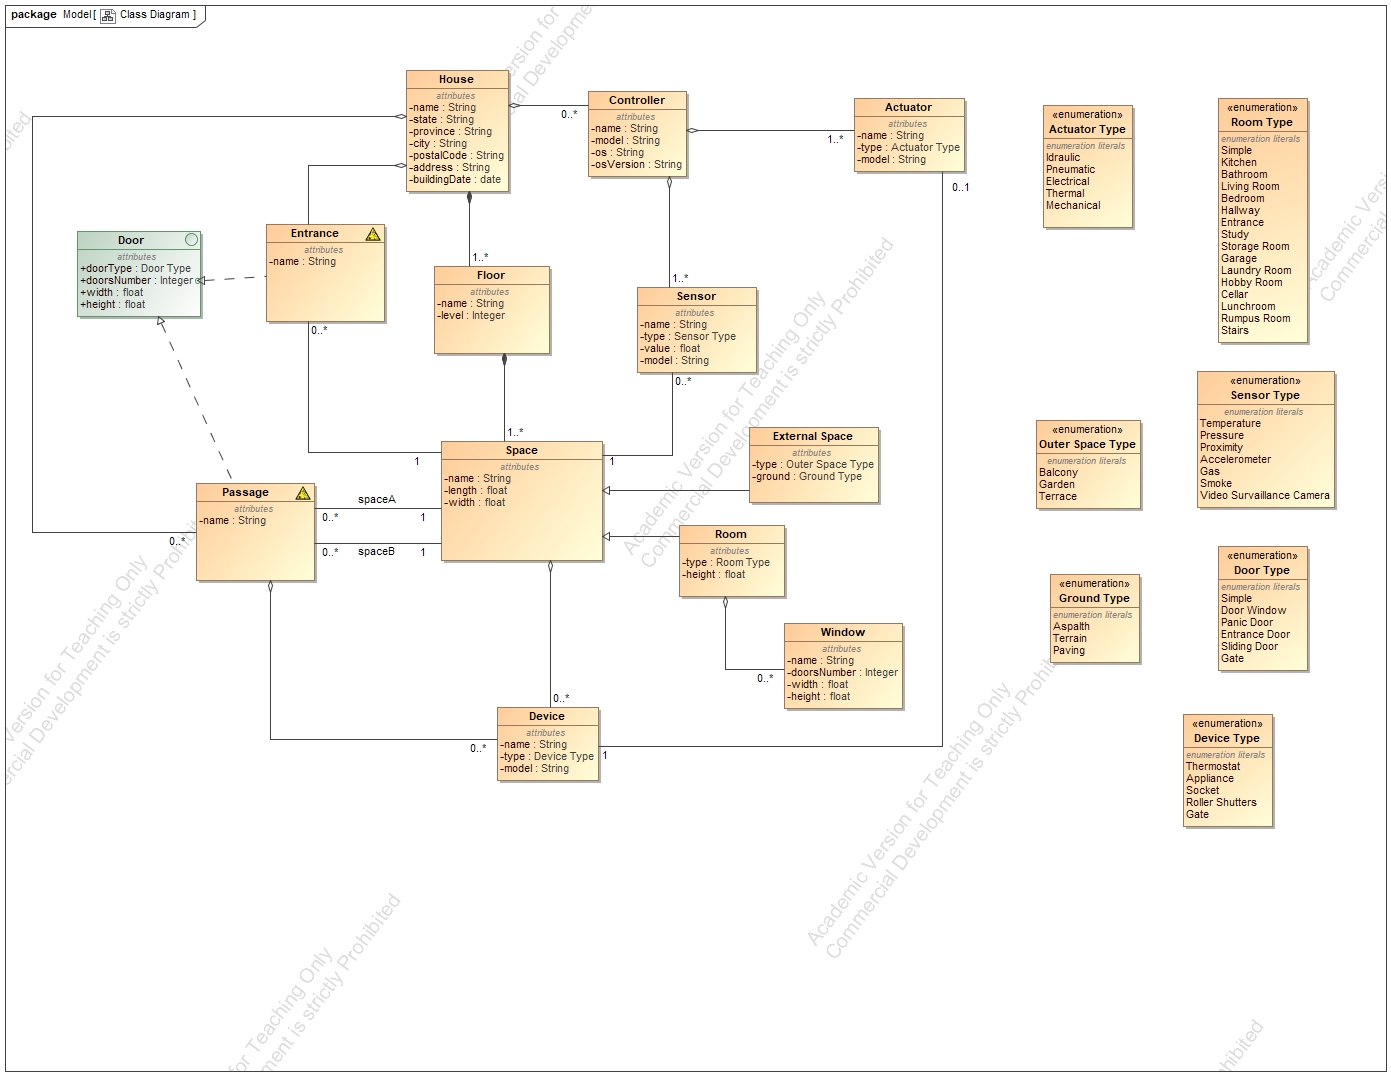 package Model [ Class Diagram ]
House
attributes
-name : String
-state : String
-province : String
-city : String
-postalCode : String
-address : String
-buildingDate : date
0..*
Controller
attributes
-name : String
-model : String
-os : String
-osVersion : String
1..*
Actuator
attributes
-name : String
-type : Actuator Type
-model : String
0..1
«enumeration»
Actuator Type
enumeration literals
Idraulic
Pneumatic
Electrical
Thermal
Mechanical
«enumeration»
Room Type
enumeration literals
Simple
Kitchen
Bathroom
Living Room
Bedroom
Hallway
Entrance
Study
Storage Room
Garage
Laundry Room
Hobby Room
Cellar
Lunchroom
Rumpus Room
Stairs
Door
attributes
+doorType : Door Type
+doorsNumber : Integer
+width : float
+height : float
Entrance
attributes
-name : String
0..*
1..*
Floor
attributes
-name : String
-level : Integer
1..*
1..*
Sensor
attributes
-name : String
-type : Sensor Type
-value : float
-model : String
0..*
External Space
attributes
-type : Outer Space Type
-ground : Ground Type
«enumeration»
Outer Space Type
enumeration literals
Balcony
Garden
Terrace
«enumeration»
Sensor Type
enumeration literals
Temperature
Pressure
Proximity
Accelerometer
Gas
Smoke
Video Survaillance Camera
1
Space
attributes
-name : String
-length : float
-width : float
1
Passage
attributes
-name : String
0..*
spaceA
0..*
1
0..*
spaceB
1
Room
attributes
-type : Room Type
-height : float
0..*
Window
attributes
-name : String
-doorsNumber : Integer
-width : float
-height : float
«enumeration»
Ground Type
enumeration literals
Aspalth
Terrain
Paving
«enumeration»
Door Type
enumeration literals
Simple
Door Window
Panic Door
Entrance Door
Sliding Door
Gate
0..*
0..*
Device
attributes
-name : String
-type : Device Type
-model : String
1
«enumeration»
Device Type
enumeration literals
Thermostat
Appliance
Socket
Roller Shutters
Gate
Academic Version for Teaching Only
Commercial Development is strictly Prohibited
Academic Version for Teaching Only
Commercial Development is strictly Prohibited